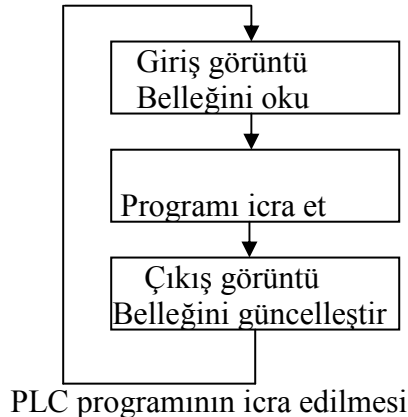 Giriş görüntü
Belleğini oku
Programı icra et
Çıkış görüntü
Belleğini güncelleştir
PLC programının icra edilmesi